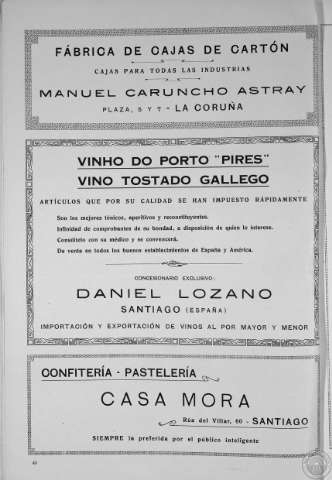 FÁBRICA DE CAJAS DE CARTÓN
CAJAS PARA TODAS LAS INDUSTRIAS
MANUEL CARUNCHO ASTRAY
PLAZA, 5 Y 7 - LA CORUÑA
VINHO DO PORTO "PIRES"
VINO TOSTADO GALLEGO
ARTÍCULOS QUE POR SU CALIDAD SE HAN IMPUESTO RÁPIDAMENTE
Son los mejores tónicos, aperitivos y reconstituyentes.
Infinidad de comprobantes de su bondad, a disposición de quien le interese.
Consúltelo con su médico y se convencerá.
De venta en todos los buenos establecimientos de España y América.
CONCESIONARIO EXCLUSIVO:
DANIEL LOZANO
SANTIAGO (ESPAÑA)
IMPORTACIÓN Y EXPORTACIÓN DE VINOS AL POR MAYOR Y MENOR
CONFITERÍA - PASTELERÍA
CASA MORA
Rúa del Villar, 60 - SANTIAGO
SIEMPRE la preferida por el público inteligente